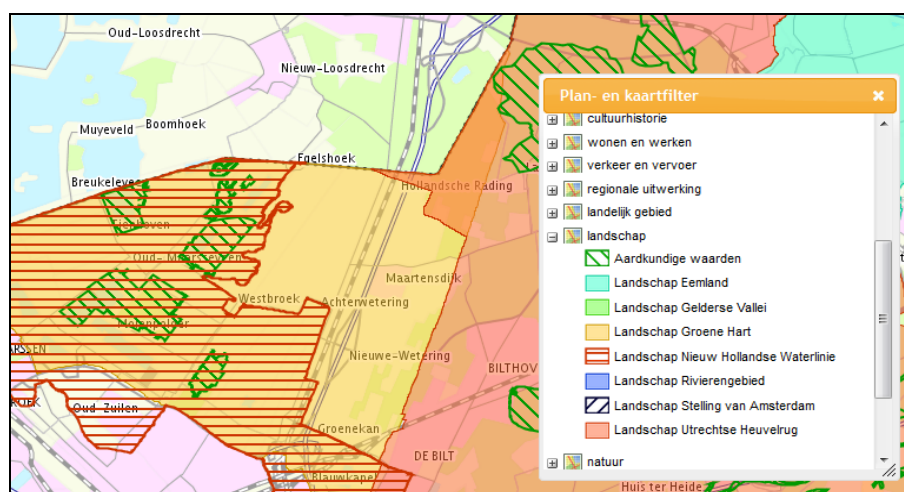 Oud-Loosdrecht
Nieuw-Loosdrecht
Muyeveld
Boomhoek
Egelshoek
Breukeleveen
Hollandsche Rading
Tienhoven
Oud-Maarsseveen
Maartensdijk
Westbroek
Achterwetering
Molenpolder
Nieuwe-Wetering
BILTHOV
Oud-Zuilen
Groenekan
DE BILT
Blauwkapel
Huis ter Heide
Plan- en kaartfilter
cultuurhistorie
wonen en werken
verkeer en vervoer
regionale uitwerking
landelijk gebied
landschap
Aardkundige waarden
Landschap Eemland
Landschap Gelderse Vallei
Landschap Groene Hart
Landschap Nieuw Hollandse Waterlinie
Landschap Rivierengebied
Landschap Stelling van Amsterdam
Landschap Utrechtse Heuvelrug
natuur